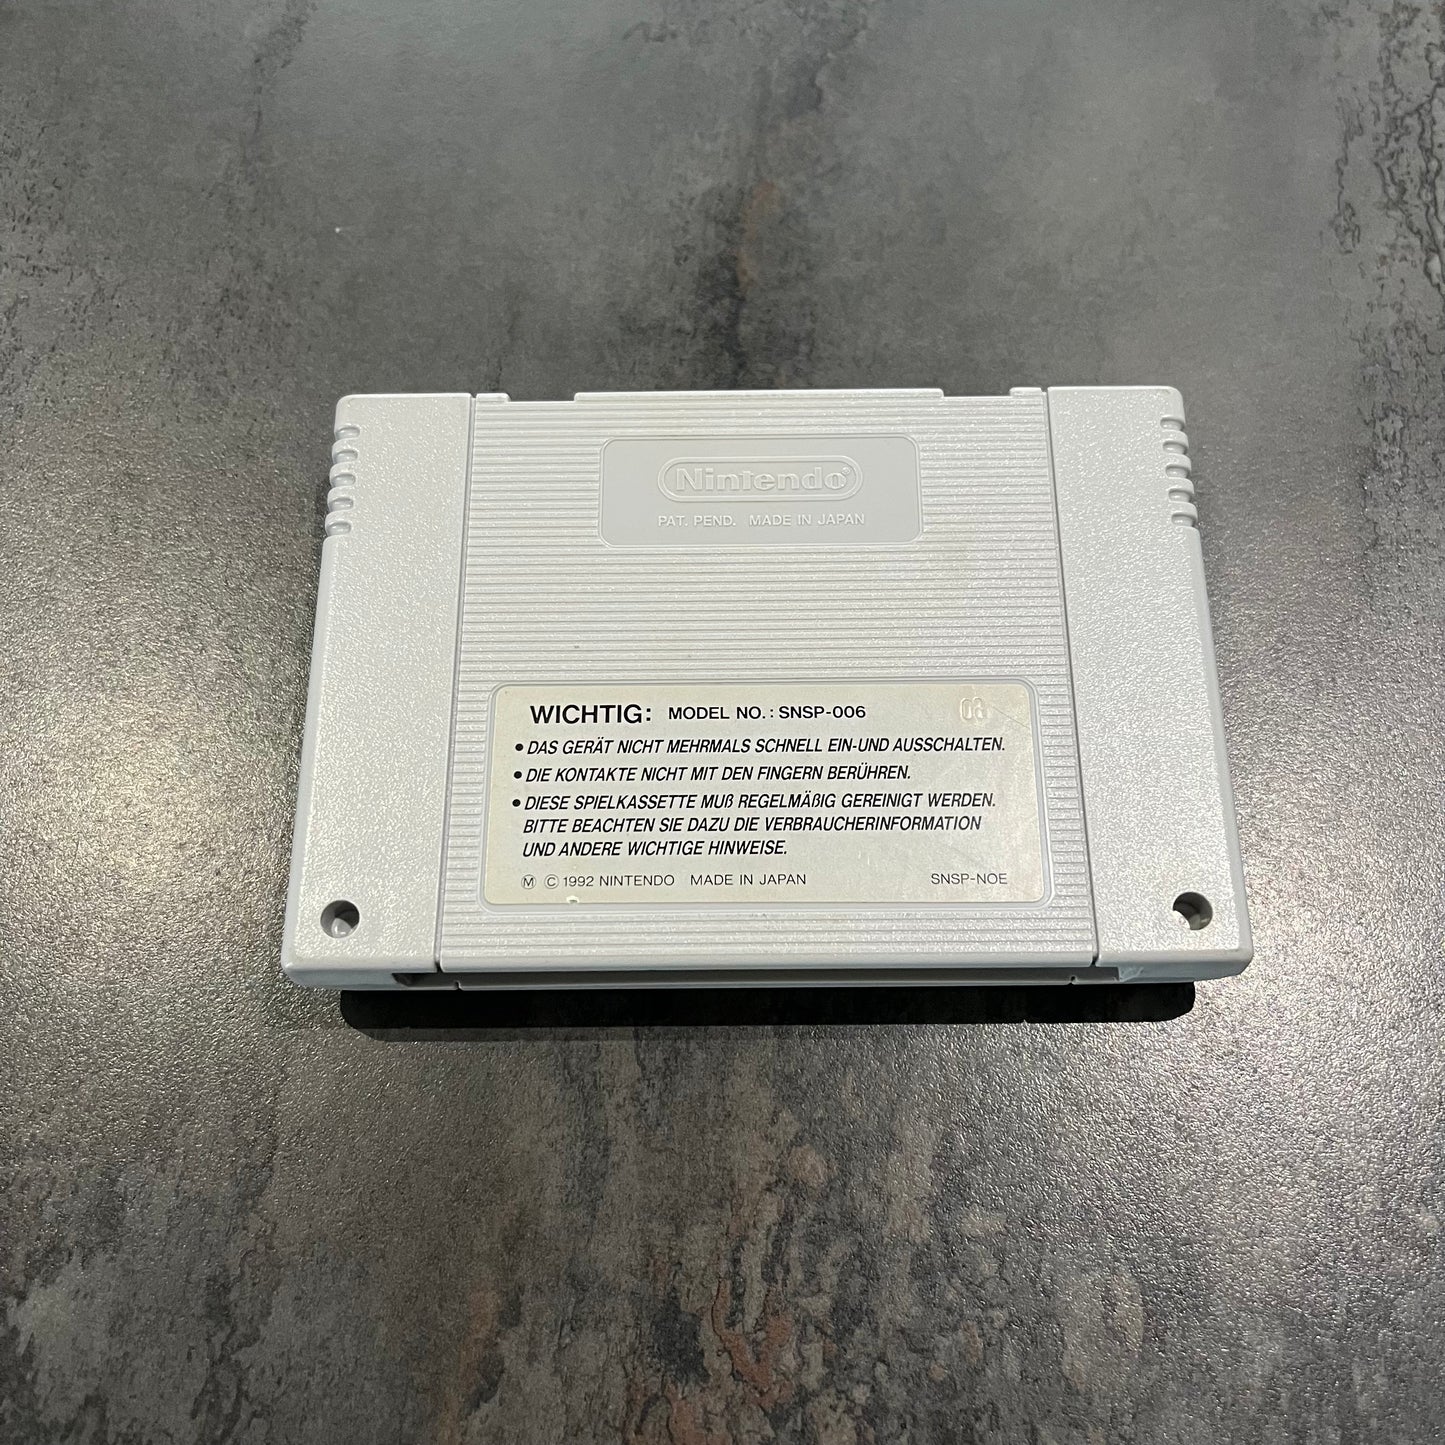 Nintendo®
PAT. PEND. MADE IN JAPAN
WICHTIG: MODEL NO.: SNSP-006
• DAS GERÄT NICHT MEHRMALS SCHNELL EIN-UND AUSSCHALTEN.
• DIE KONTAKTE NICHT MIT DEN FINGERN BERÜHREN.
• DIESE SPIELKASSETTE MUß REGELMÄßIG GEREINIGT WERDEN.
BITTE BEACHTEN SIE DAZU DIE VERBRAUCHERINFORMATION
UND ANDERE WICHTIGE HINWEISE.
Ⓜ © 1992 NINTENDO MADE IN JAPAN SNSP-NOE